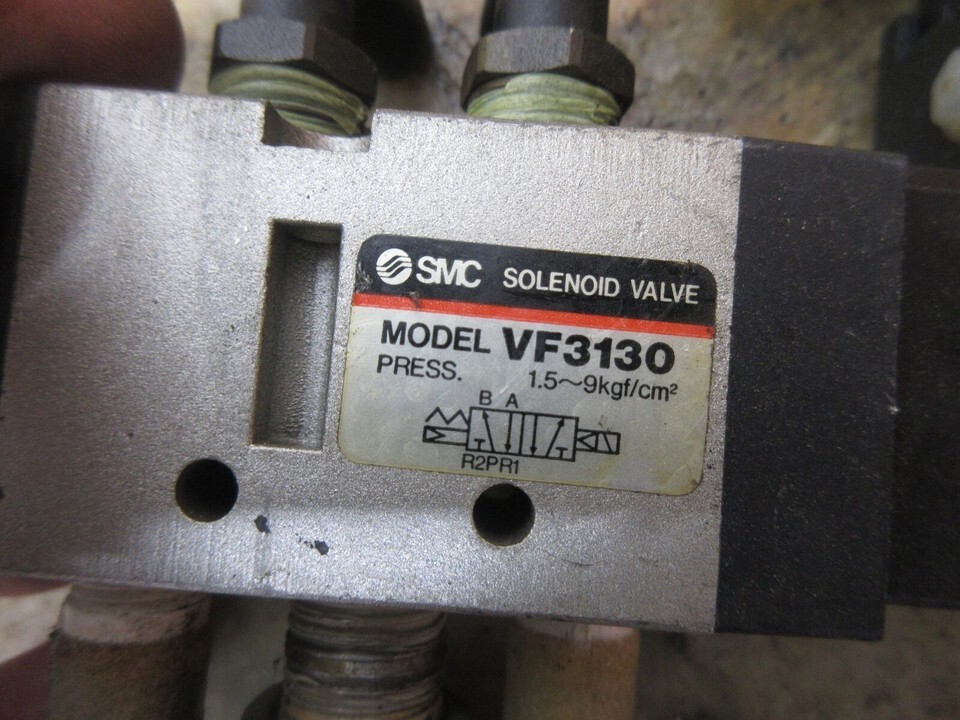 SMC SOLENOID VALVE
MODEL VF3130
PRESS. 1.5～9kgf/cm²
B A
R2PR1